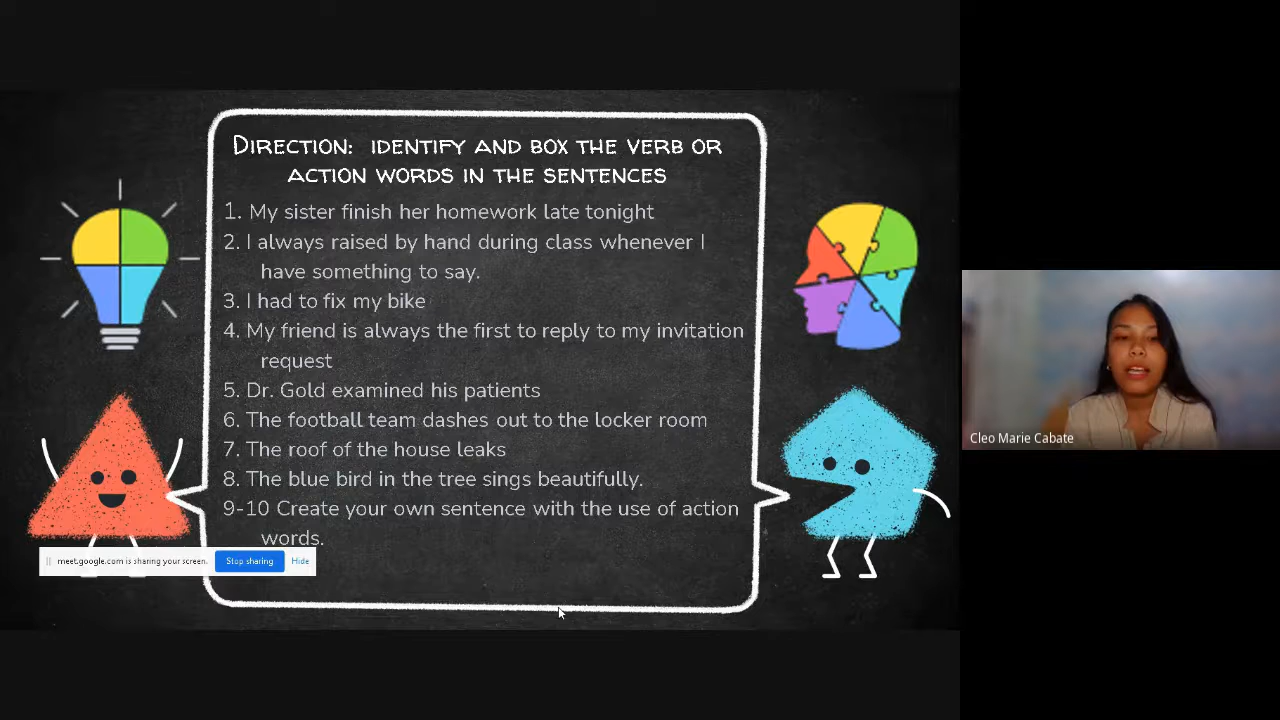 DIRECTION: IDENTIFY AND BOX THE VERB OR
ACTION WORDS IN THE SENTENCES
1. My sister finish her homework late tonight
2. I always raised by hand during class whenever I
have something to say.
3. I had to fix my bike
4. My friend is always the first to reply to my invitation
request
5. Dr. Gold examined his patients
6. The football team dashes out to the locker room
7. The roof of the house leaks
8. The blue bird in the tree sings beautifully.
9-10 Create your own sentence with the use of action
words.
meet.google.com is sharing your screen. Stop sharing Hide
Cleo Marie Cabate